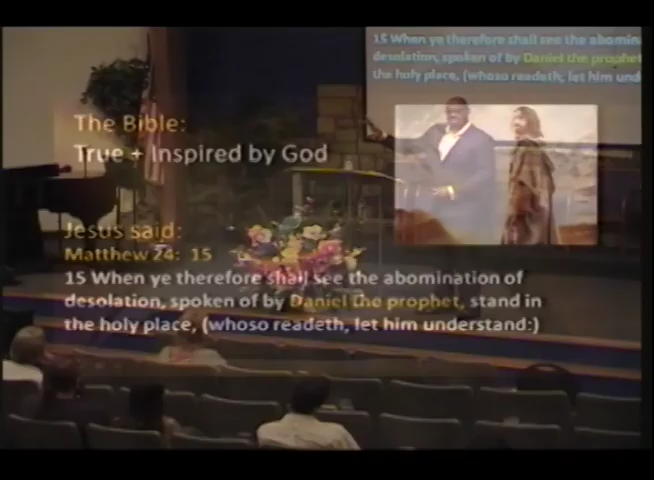 15 When ye therefore shall see the abomin
desolation, spoken of by Daniel the prophet
the holy place, (whoso readeth, let him und
The Bible:
True + Inspired by God
Jesus said:
Matthew 24: 15
15 When ye therefore shall see the abomination of
desolation, spoken of by Daniel the prophet, stand in
the holy place, (whoso readeth, let him understand:)